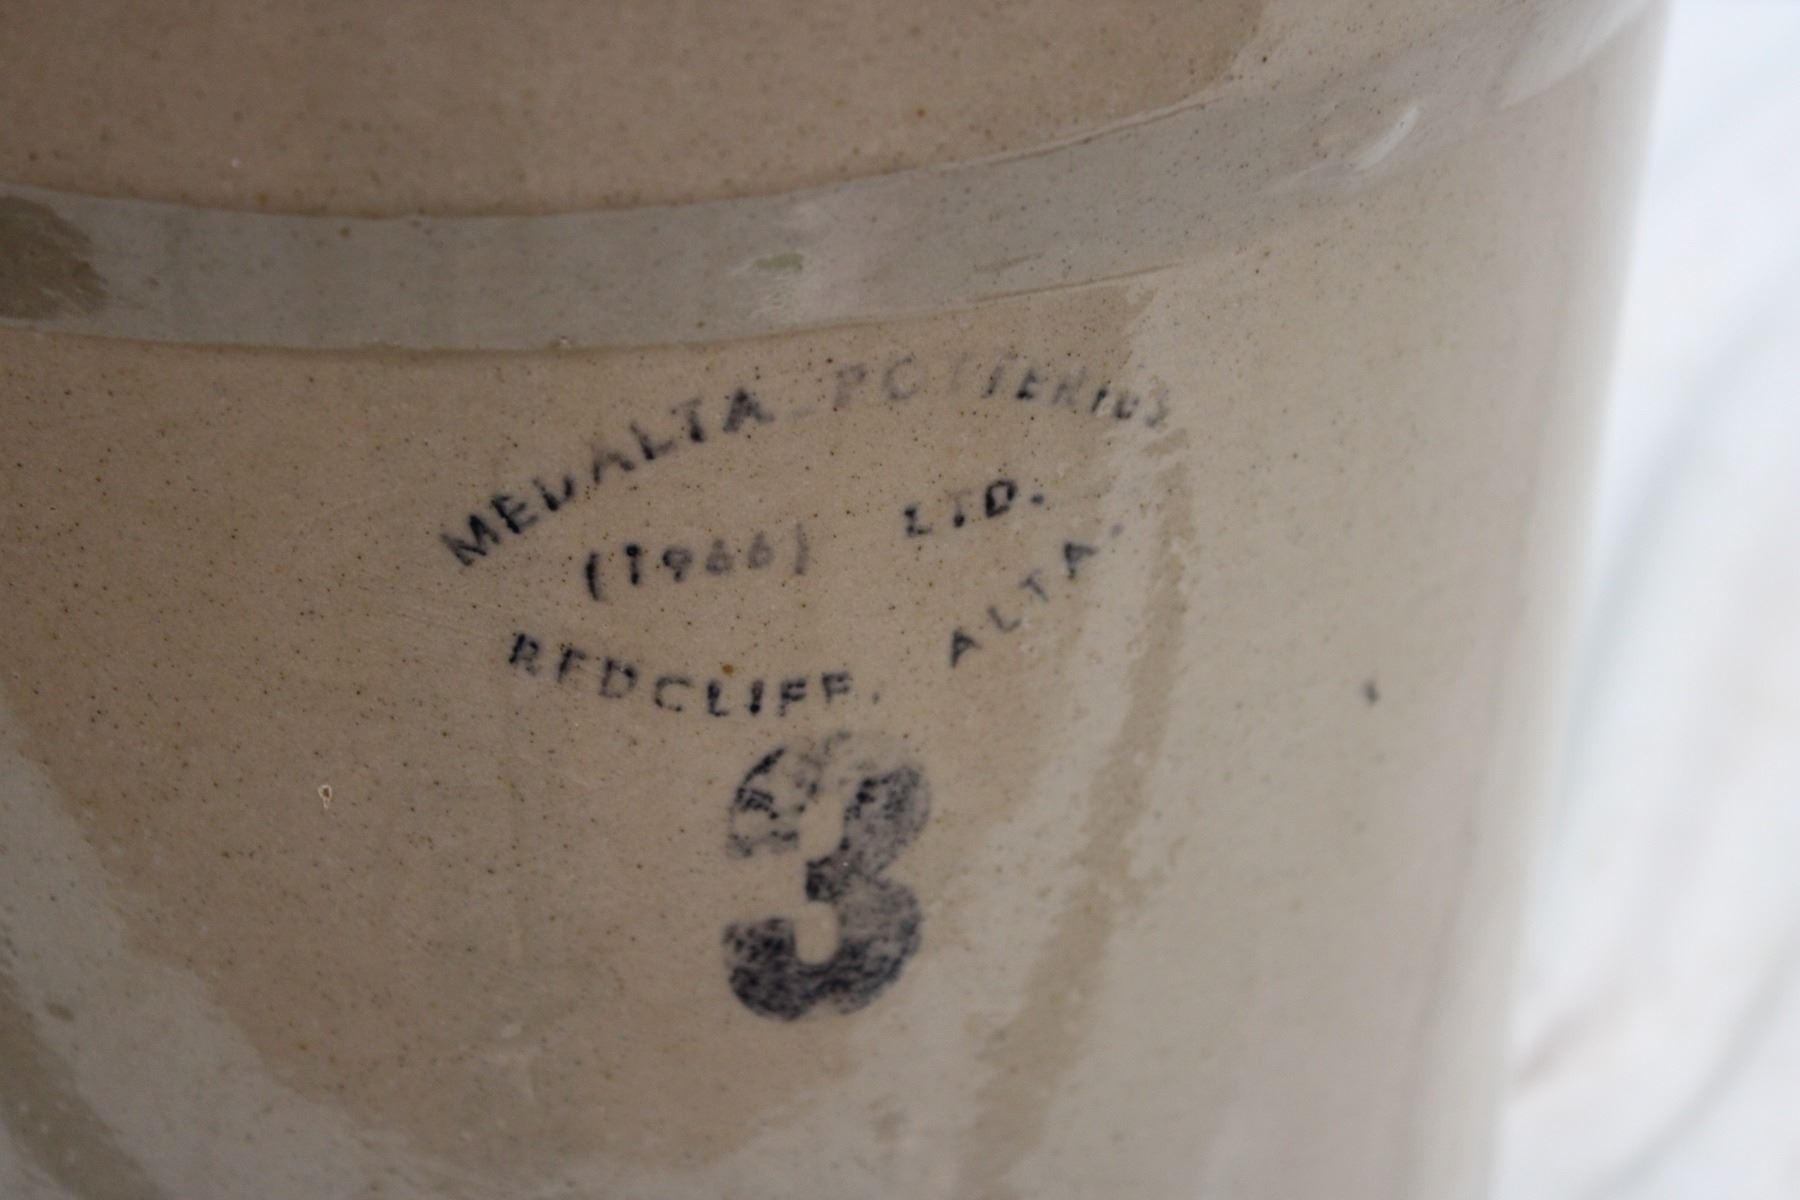 MEDALTA POTTERIES
(1966) LTD.
REDCLIFF, ALTA.
3